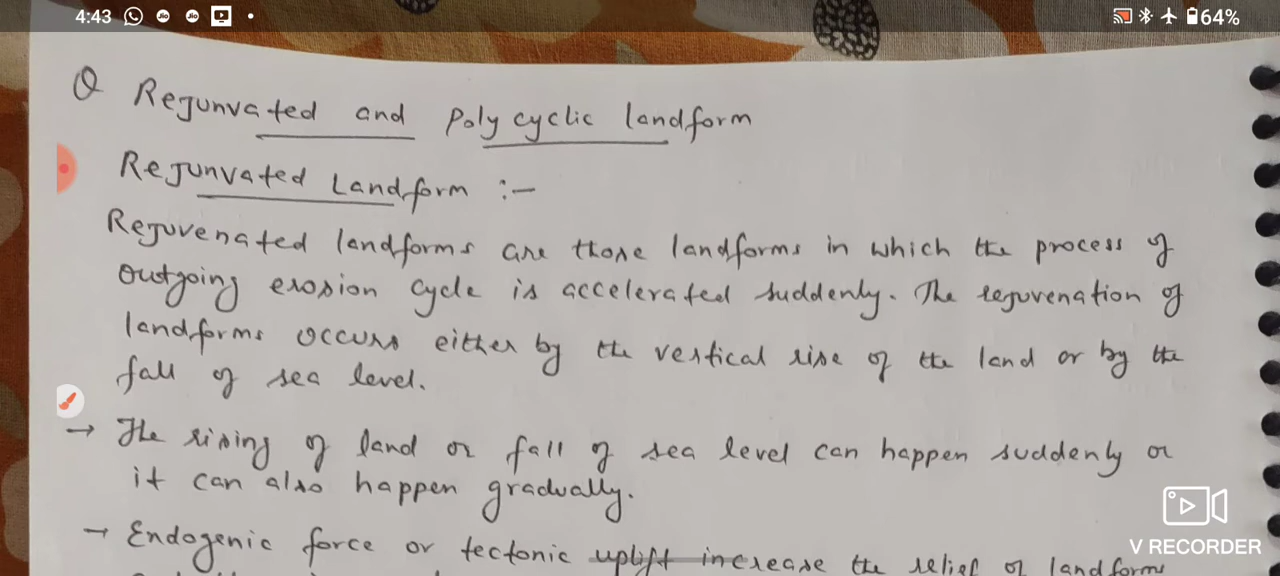 4:43
64%
Q Rejunvated and Poly cyclic landform
Rejunvated Landform :-
Rejuvenated landforms are those landforms in which the process of
outgoing erosion cycle is accelerated suddenly. The rejuvenation of
landforms occurs either by the vertical rise of the land or by the
fall of sea level.
→ The rising of land or fall of sea level can happen suddenly or
it can also happen gradually.
→ Endogenic force or tectonic uplift increase the relief of landforms
V RECORDER